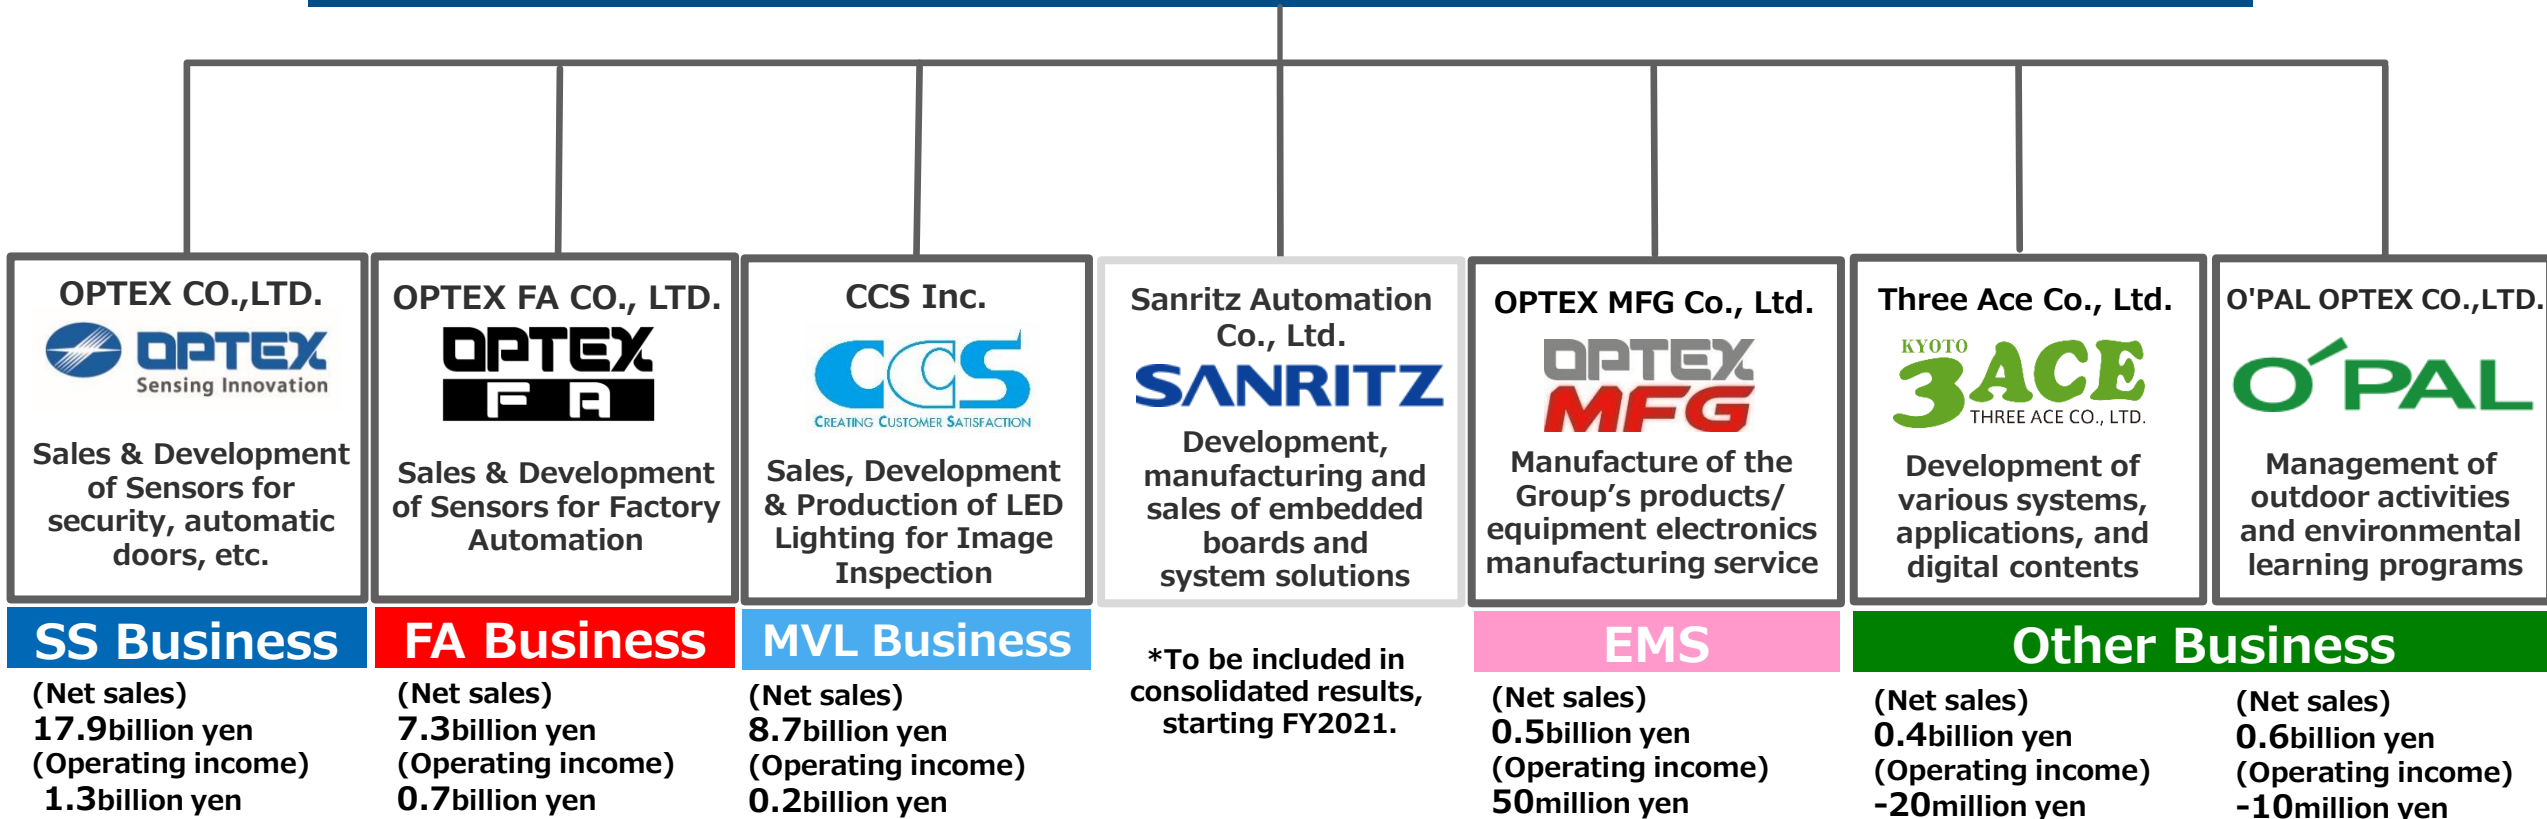 OPTEX CO.,LTD.
OPTEX
Sensing Innovation
Sales & Development
of Sensors for
security, automatic
doors, etc.
SS Business
(Net sales)
17.9billion yen
(Operating income)
1.3billion yen
OPTEX FA CO., LTD.
OPTEX
FA
Sales & Development
of Sensors for Factory
Automation
FA Business
(Net sales)
7.3billion yen
(Operating income)
0.7billion yen
CCS Inc.
CCS
CREATING CUSTOMER SATISFACTION
Sales, Development
& Production of LED
Lighting for Image
Inspection
MVL Business
(Net sales)
8.7billion yen
(Operating income)
0.2billion yen
Sanritz Automation
Co., Ltd.
SANRITZ
Development,
manufacturing and
sales of embedded
boards and
system solutions
*To be included in
consolidated results,
starting FY2021.
OPTEX MFG Co., Ltd.
OPTEX
MFG
Manufacture of the
Group’s products/
equipment electronics
manufacturing service
EMS
(Net sales)
0.5billion yen
(Operating income)
50million yen
Three Ace Co., Ltd.
KYOTO
3ACE
THREE ACE CO., LTD.
Development of
various systems,
applications, and
digital contents
O'PAL OPTEX CO.,LTD.
O'PAL
Management of
outdoor activities
and environmental
learning programs
Other Business
(Net sales)
0.4billion yen
(Operating income)
-20million yen
(Net sales)
0.6billion yen
(Operating income)
-10million yen